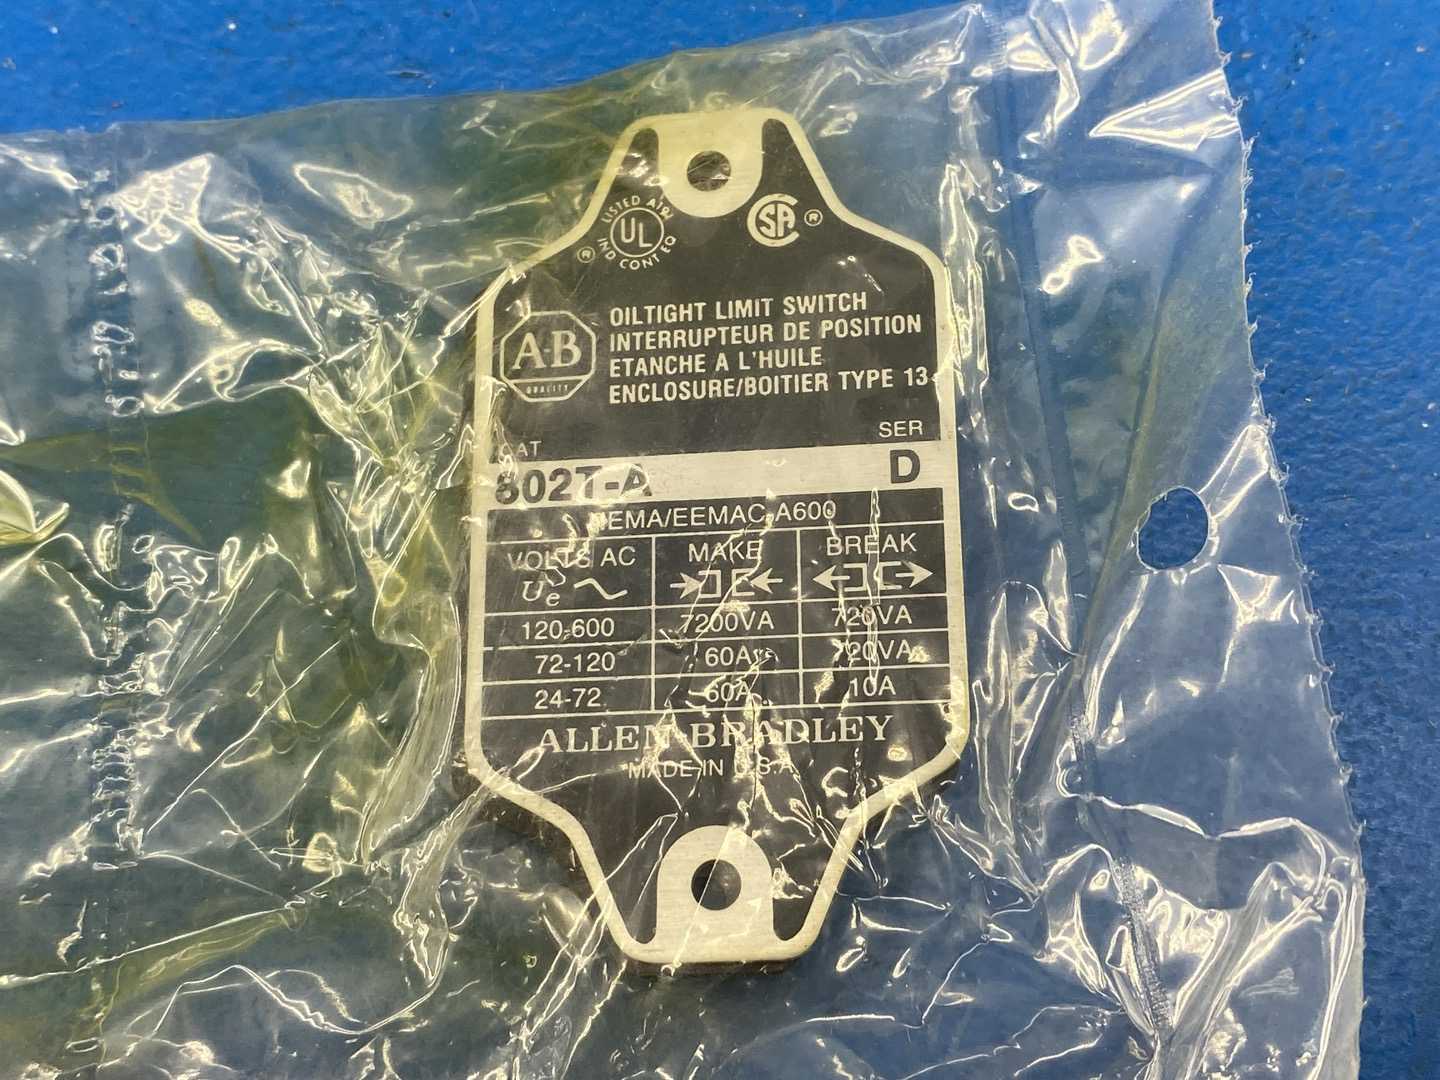 LISTED A196
UL
®
IND CONT EQ
SA ®
A-B
QUALITY
OILTIGHT LIMIT SWITCH
INTERRUPTEUR DE POSITION
ETANCHE A L'HUILE
ENCLOSURE/BOITIER TYPE 13
CAT SER
802T-A D
NEMA/EEMAC A600
VOLTS AC MAKE BREAK
Ue ~
120-600 7200VA 720VA
72-120 60A 720VA
24-72 60A 10A
ALLEN-BRADLEY
MADE IN U.S.A.